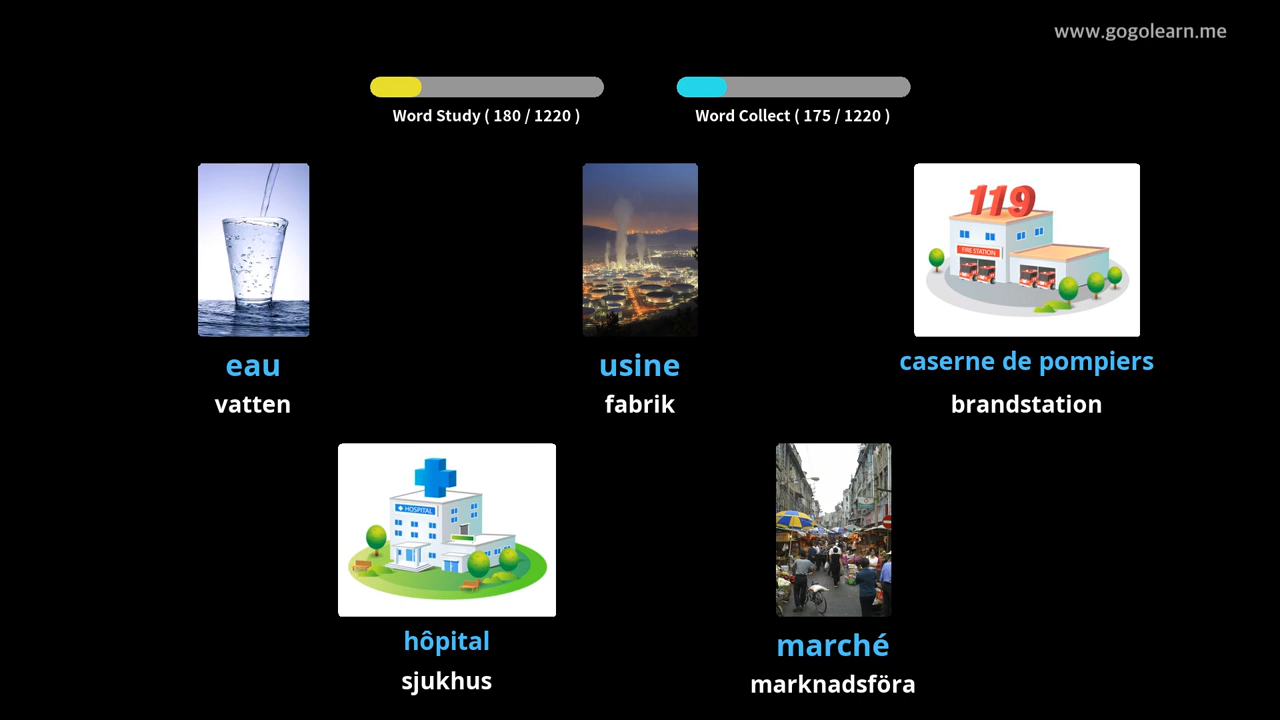 www.gogolearn.me
Word Study ( 180 / 1220 )
Word Collect ( 175 / 1220 )
119
FIRE STATION
eau
usine
caserne de pompiers
vatten
fabrik
brandstation
HOSPITAL
hôpital
marché
sjukhus
marknadsföra